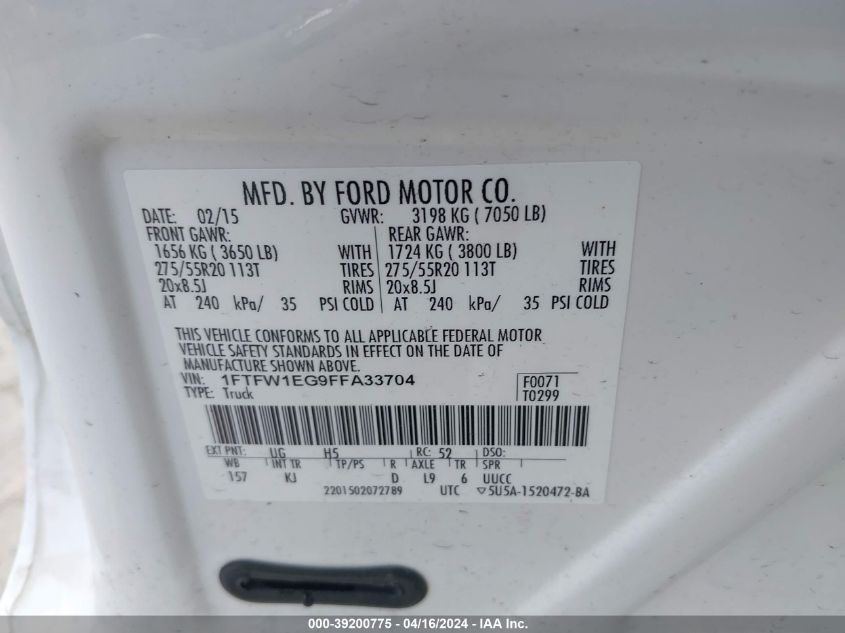 MFD. BY FORD MOTOR CO.
DATE: 02/15 GVWR: 3198 KG ( 7050 LB)
FRONT GAWR: REAR GAWR:
1656 KG ( 3650 LB) WITH 1724 KG ( 3800 LB) WITH
275/55R20 113T TIRES 275/55R20 113T TIRES
20x8.5J RIMS 20x8.5J RIMS
AT 240 kPa/ 35 PSI COLD AT 240 kPa/ 35 PSI COLD
THIS VEHICLE CONFORMS TO ALL APPLICABLE FEDERAL MOTOR
VEHICLE SAFETY STANDARDS IN EFFECT ON THE DATE OF
MANUFACTURE SHOWN ABOVE.
VIN: 1FTFW1EG9FFA33704 F0071
TYPE: Truck T0299
EXT PNT: UG H5 RC: 52 DSO:
WB INT TR TP/PS R AXLE TR SPR
157 KJ D L9 6 UUCC
2201502072789 UTC ▽5U5A-1520472-BA
000-39200775 - 04/16/2024 - IAA Inc.